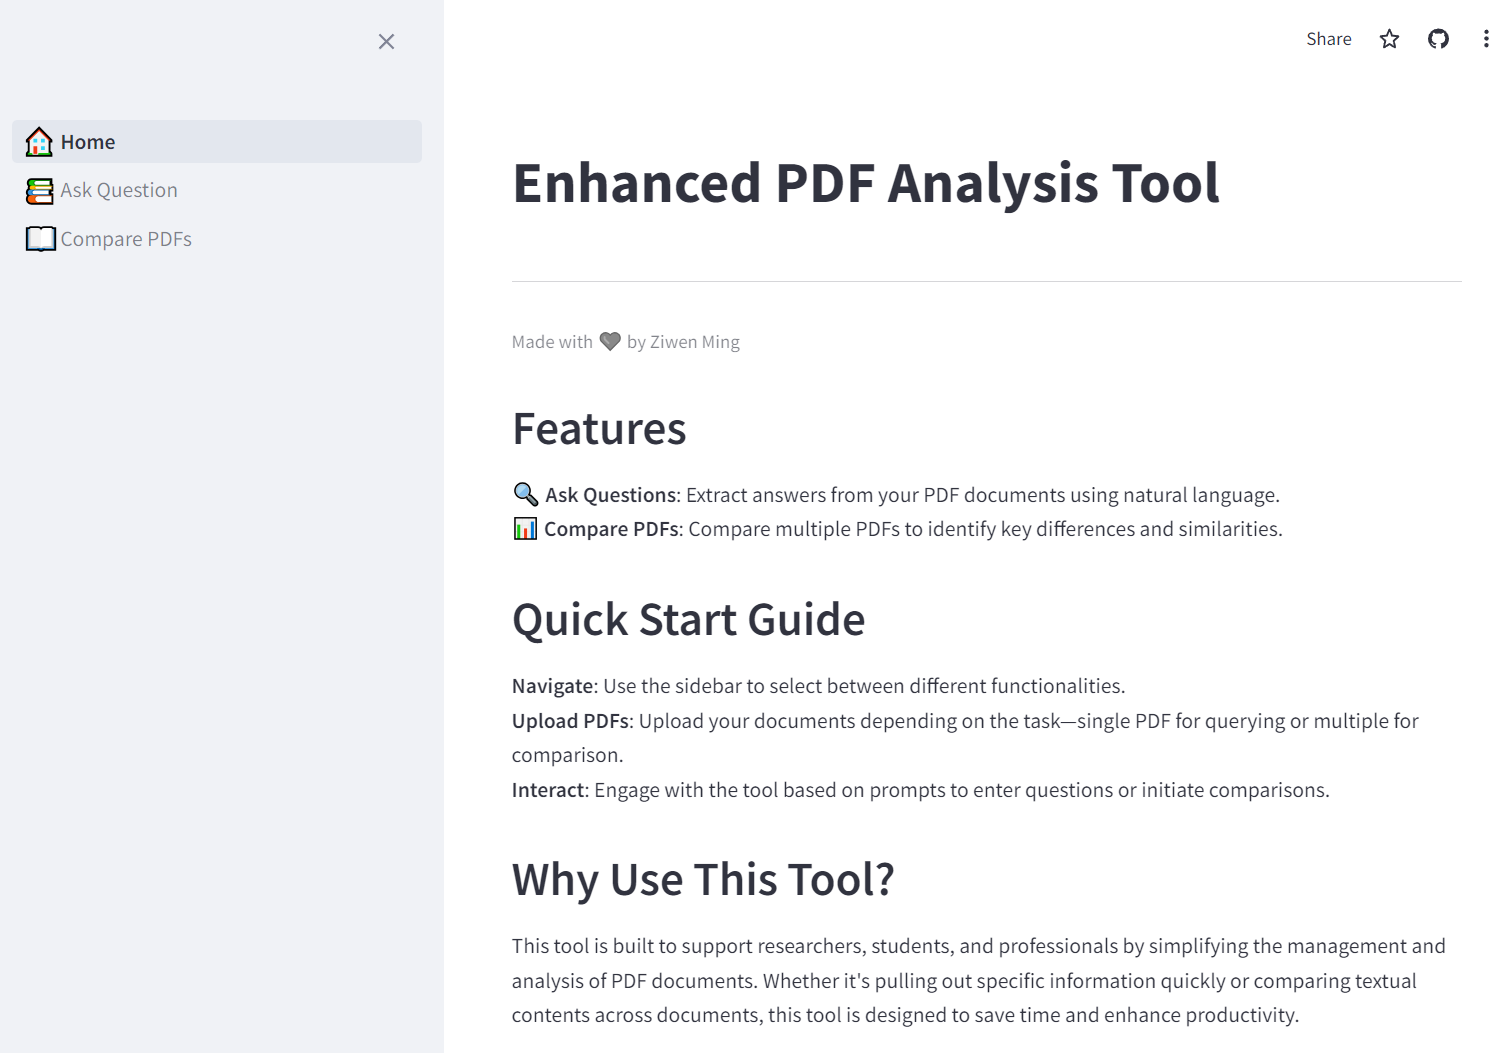 Home
Ask Question
Compare PDFs
Share
Enhanced PDF Analysis Tool
Made with 🖤 by Ziwen Ming
Features
🔍 Ask Questions: Extract answers from your PDF documents using natural language.
📊 Compare PDFs: Compare multiple PDFs to identify key differences and similarities.
Quick Start Guide
Navigate: Use the sidebar to select between different functionalities.
Upload PDFs: Upload your documents depending on the task—single PDF for querying or multiple for
comparison.
Interact: Engage with the tool based on prompts to enter questions or initiate comparisons.
Why Use This Tool?
This tool is built to support researchers, students, and professionals by simplifying the management and
analysis of PDF documents. Whether it's pulling out specific information quickly or comparing textual
contents across documents, this tool is designed to save time and enhance productivity.